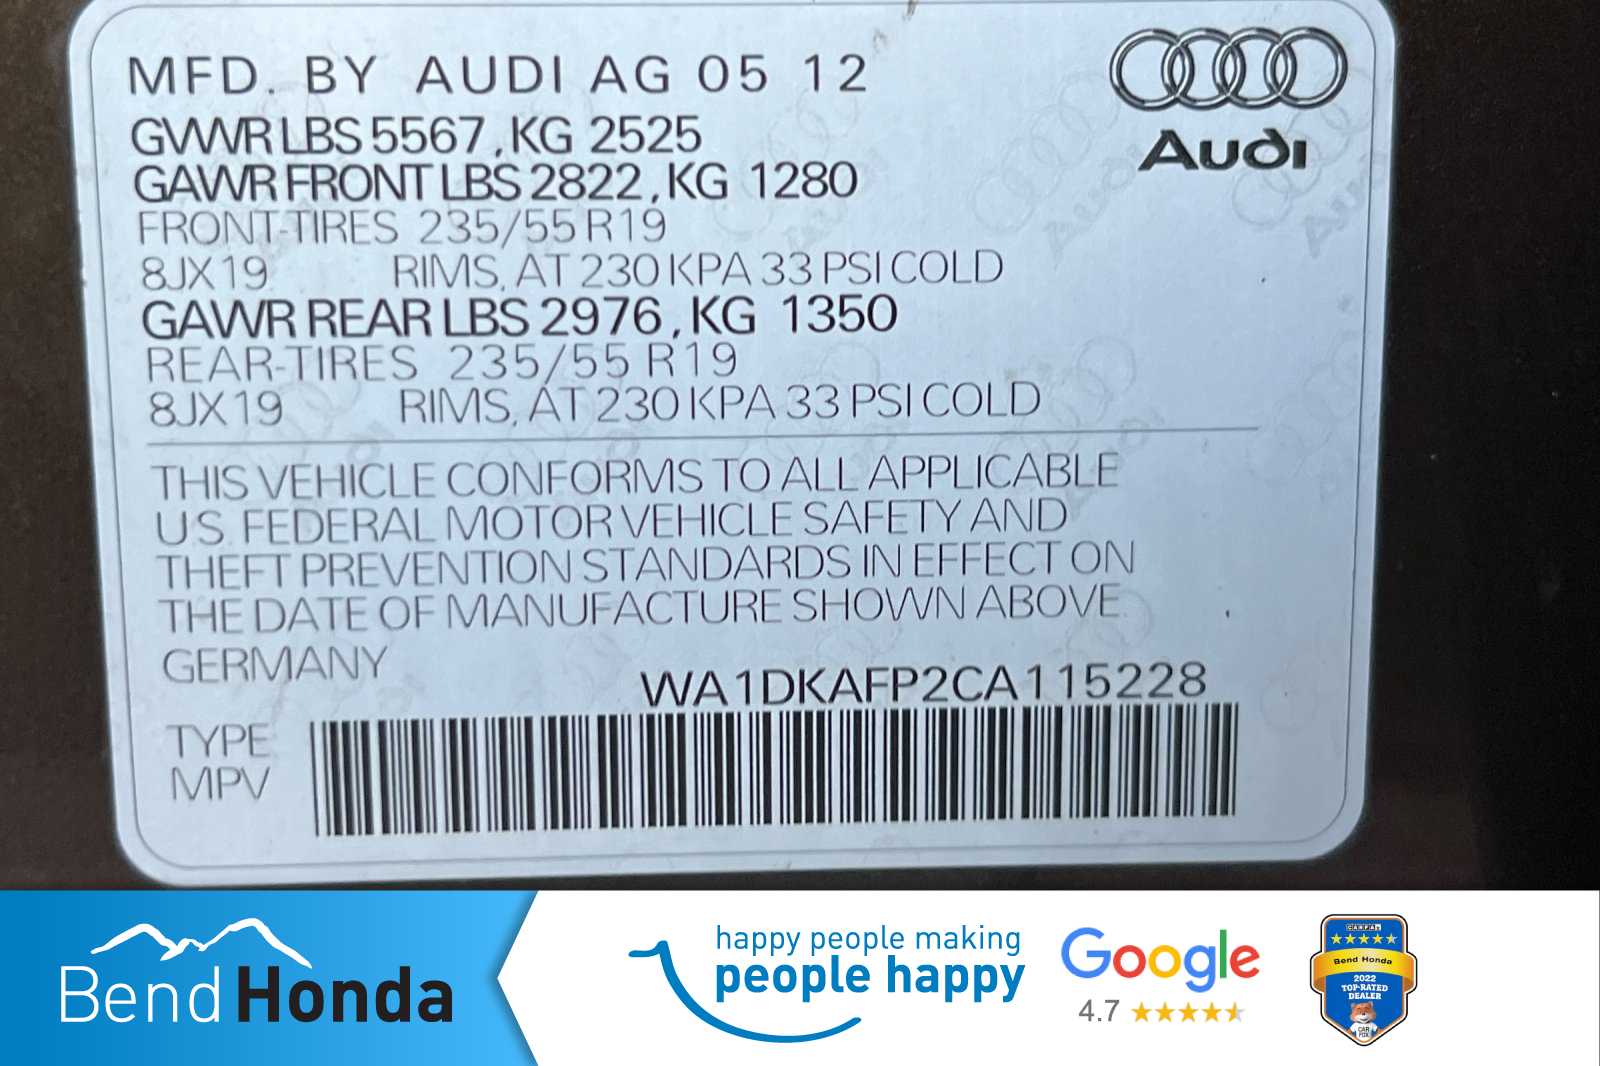 MFD. BY AUDI AG 05 12
GVWR LBS 5567, KG 2525
GAWR FRONT LBS 2822, KG 1280
FRONT-TIRES 235/55 R19
8JX19 RIMS, AT 230 KPA 33 PSI COLD
GAWR REAR LBS 2976, KG 1350
REAR-TIRES 235/55 R19
8JX19 RIMS, AT 230 KPA 33 PSI COLD
Audi
THIS VEHICLE CONFORMS TO ALL APPLICABLE
U.S. FEDERAL MOTOR VEHICLE SAFETY AND
THEFT PREVENTION STANDARDS IN EFFECT ON
THE DATE OF MANUFACTURE SHOWN ABOVE.
GERMANY
WA1DKAFP2CA115228
TYPE
MPV
Bend Honda
happy people making
people happy
Google
4.7
CARFAX
Bend Honda
2022
TOP-RATED
DEALER
CAR
FOX